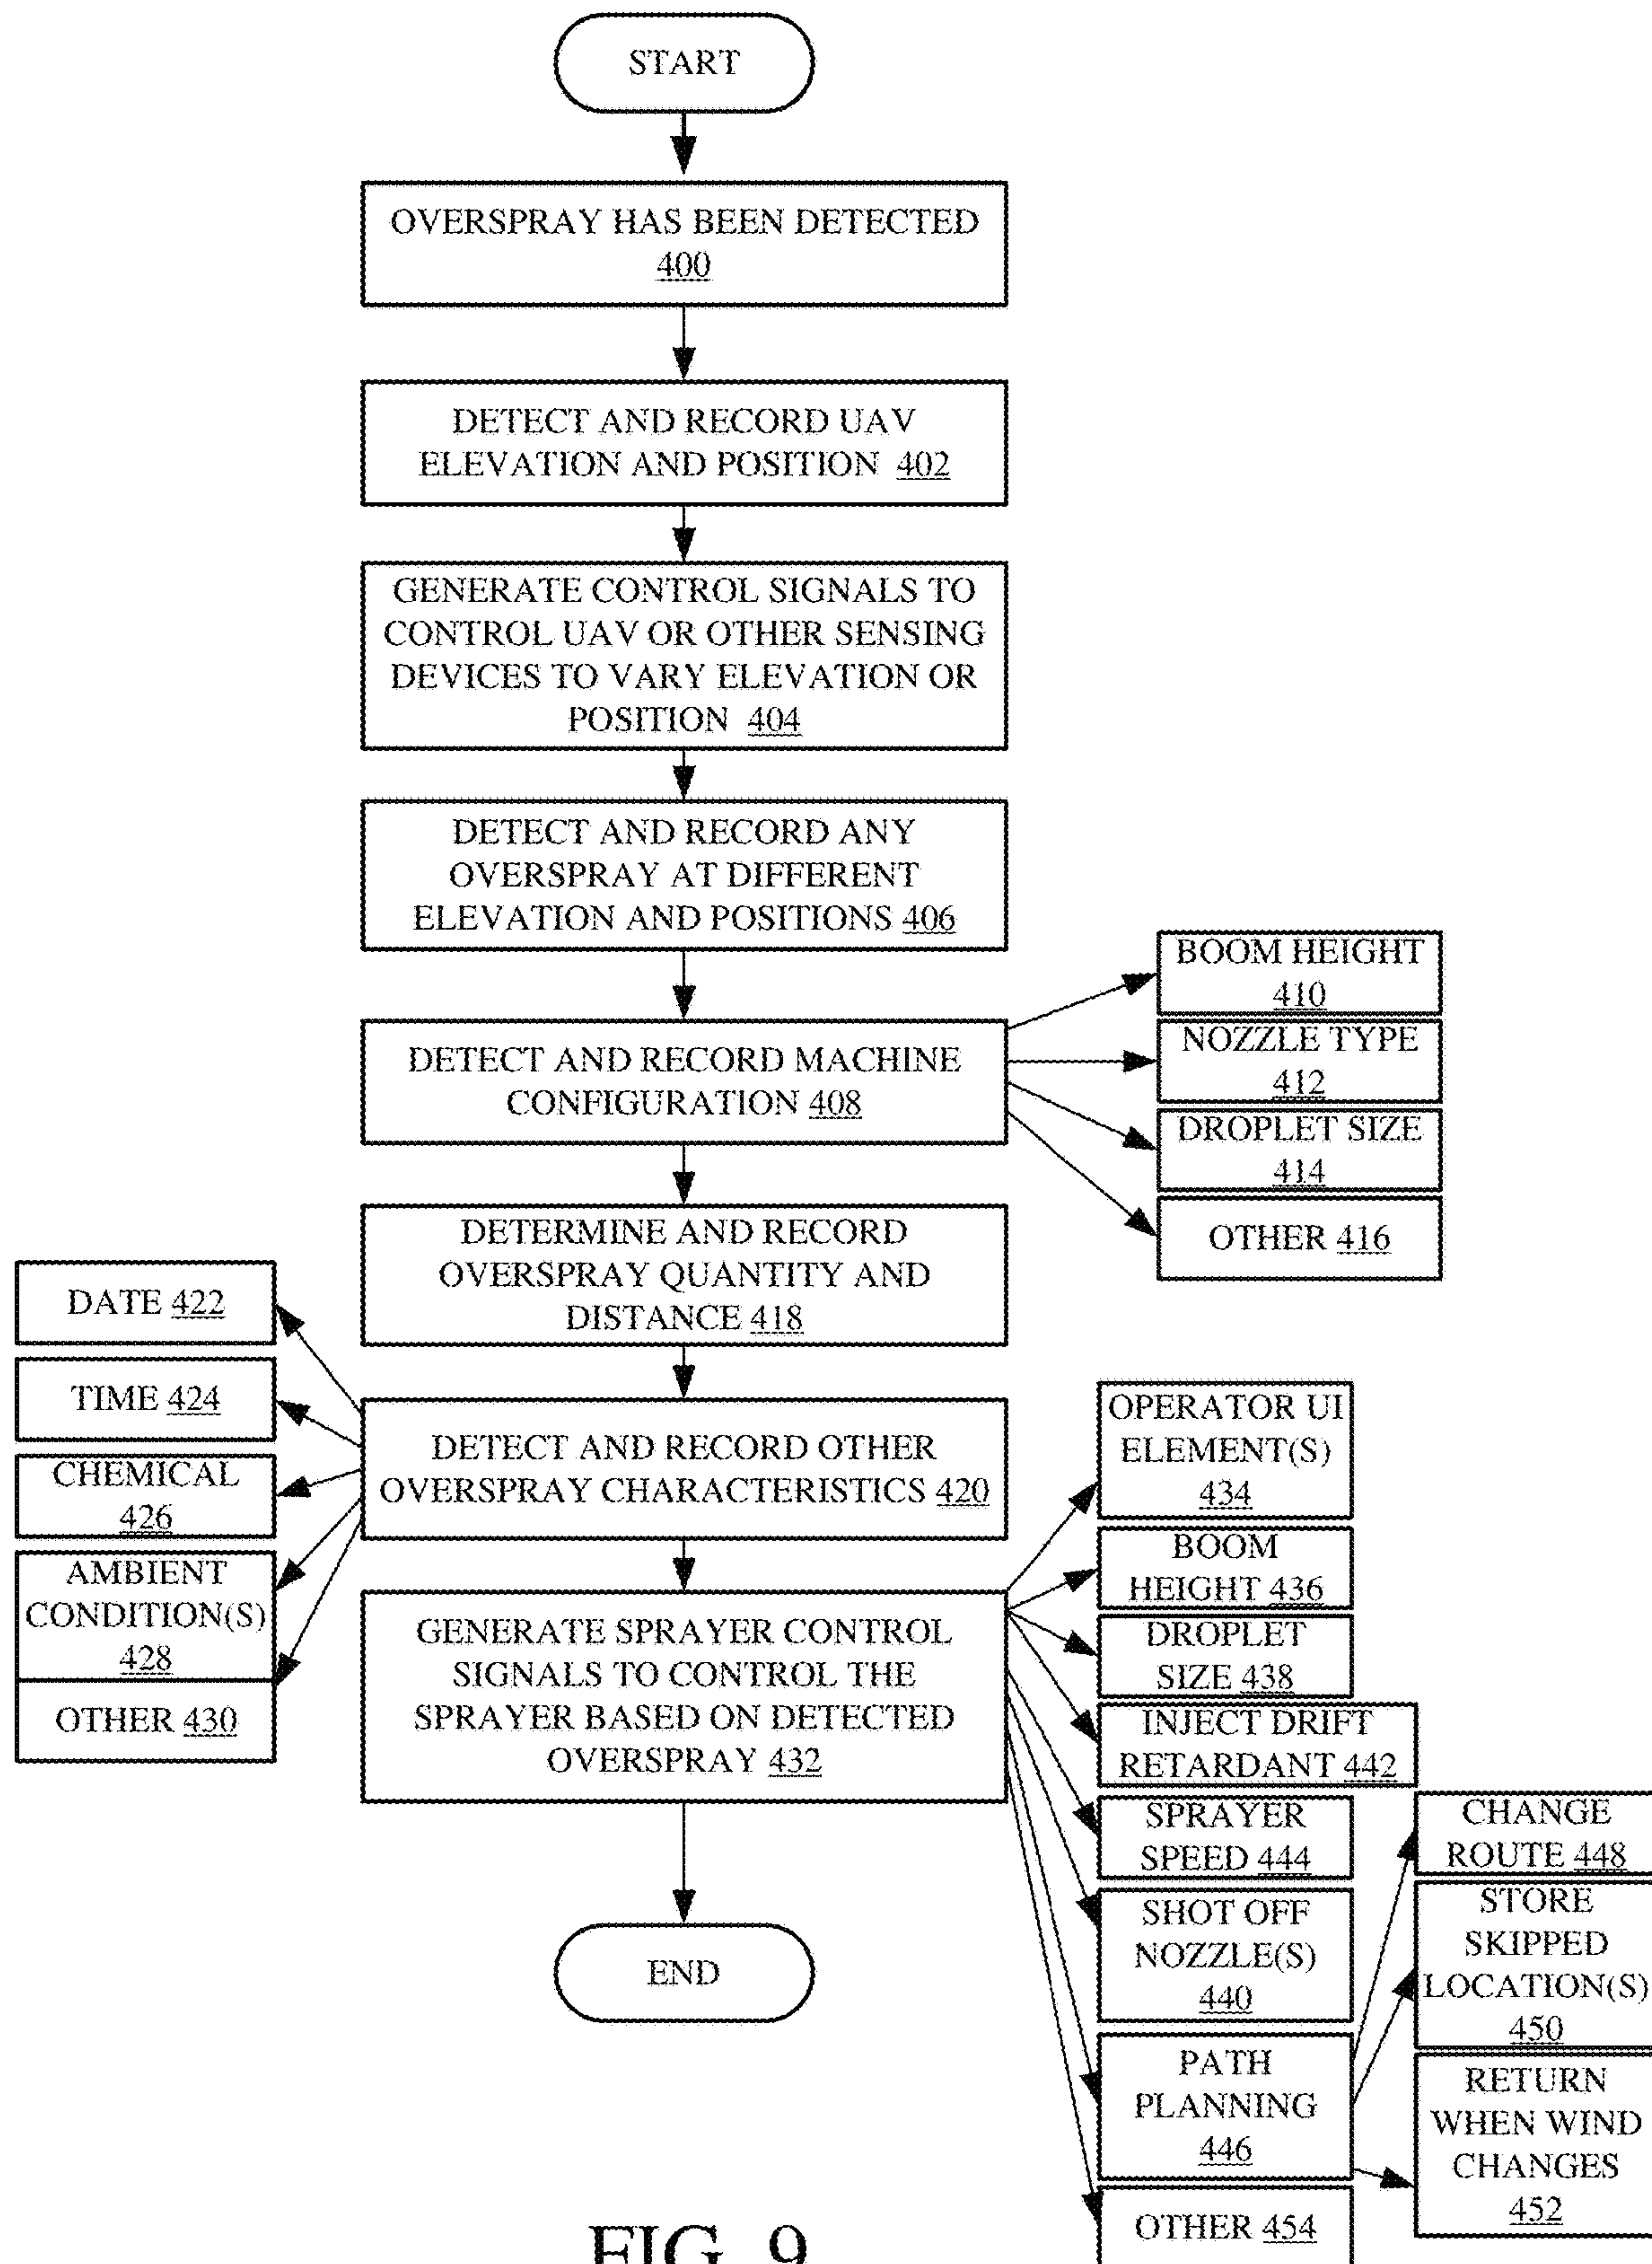 START
OVERSPRAY HAS BEEN DETECTED
400
DETECT AND RECORD UAV
ELEVATION AND POSITION 402
GENERATE CONTROL SIGNALS TO
CONTROL UAV OR OTHER SENSING
DEVICES TO VARY ELEVATION OR
POSITION 404
DETECT AND RECORD ANY
OVERSPRAY AT DIFFERENT
ELEVATION AND POSITIONS 406
DETECT AND RECORD MACHINE
CONFIGURATION 408
BOOM HEIGHT
410
NOZZLE TYPE
412
DROPLET SIZE
414
OTHER 416
DETERMINE AND RECORD
OVERSPRAY QUANTITY AND
DISTANCE 418
DETECT AND RECORD OTHER
OVERSPRAY CHARACTERISTICS 420
DATE 422
TIME 424
CHEMICAL
426
AMBIENT
CONDITION(S)
428
OTHER 430
GENERATE SPRAYER CONTROL
SIGNALS TO CONTROL THE
SPRAYER BASED ON DETECTED
OVERSPRAY 432
OPERATOR UI
ELEMENT(S)
434
BOOM
HEIGHT 436
DROPLET
SIZE 438
INJECT DRIFT
RETARDANT 442
SPRAYER
SPEED 444
SHOT OFF
NOZZLE(S)
440
PATH
PLANNING
446
CHANGE
ROUTE 448
STORE
SKIPPED
LOCATION(S)
450
RETURN
WHEN WIND
CHANGES
452
OTHER 454
END
FIG. 9